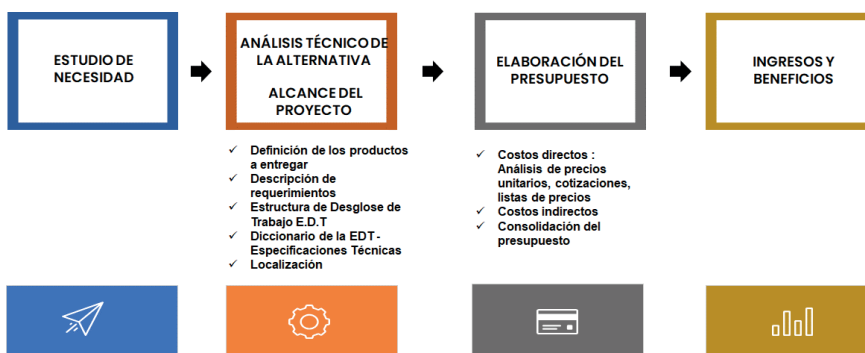 ESTUDIO DE
NECESIDAD
ANÁLISIS TÉCNICO DE
LA ALTERNATIVA
ALCANCE DEL
PROYECTO
ELABORACIÓN DEL
PRESUPUESTO
INGRESOS Y
BENEFICIOS
✓ Definición de los productos
a entregar
✓ Descripción de
requerimientos
✓ Estructura de Desglose de
Trabajo E.D.T
✓ Diccionario de la EDT -
Especificaciones Técnicas
✓ Localización
✓ Costos directos :
Análisis de precios
unitarios, cotizaciones,
listas de precios
✓ Costos indirectos
✓ Consolidación del
presupuesto